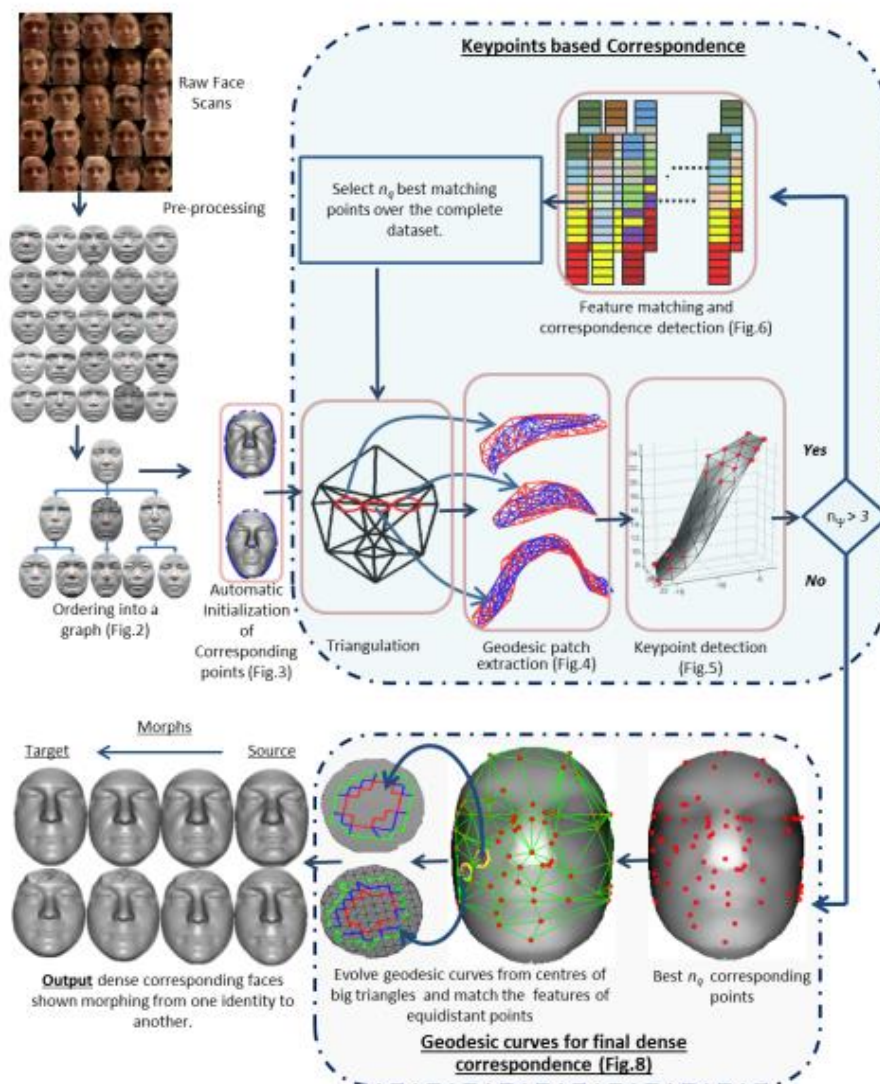 Keypoints based Correspondence
Raw Face
Scans
Pre-processing
Select n_q best matching
points over the complete
dataset.
Feature matching and
correspondence detection (Fig.6)
Ordering into a
graph (Fig.2)
Automatic
Initialization
of
Corresponding
points (Fig.3)
Triangulation
Geodesic patch
extraction (Fig.4)
Keypoint detection
(Fig.5)
Yes
n_Ψ > 3
No
Morphs
Target
Source
Output dense corresponding faces
shown morphing from one identity to
another.
Evolve geodesic curves from centres of
big triangles and match the features of
equidistant points
Best n_q corresponding
points
Geodesic curves for final dense
correspondence (Fig.8)